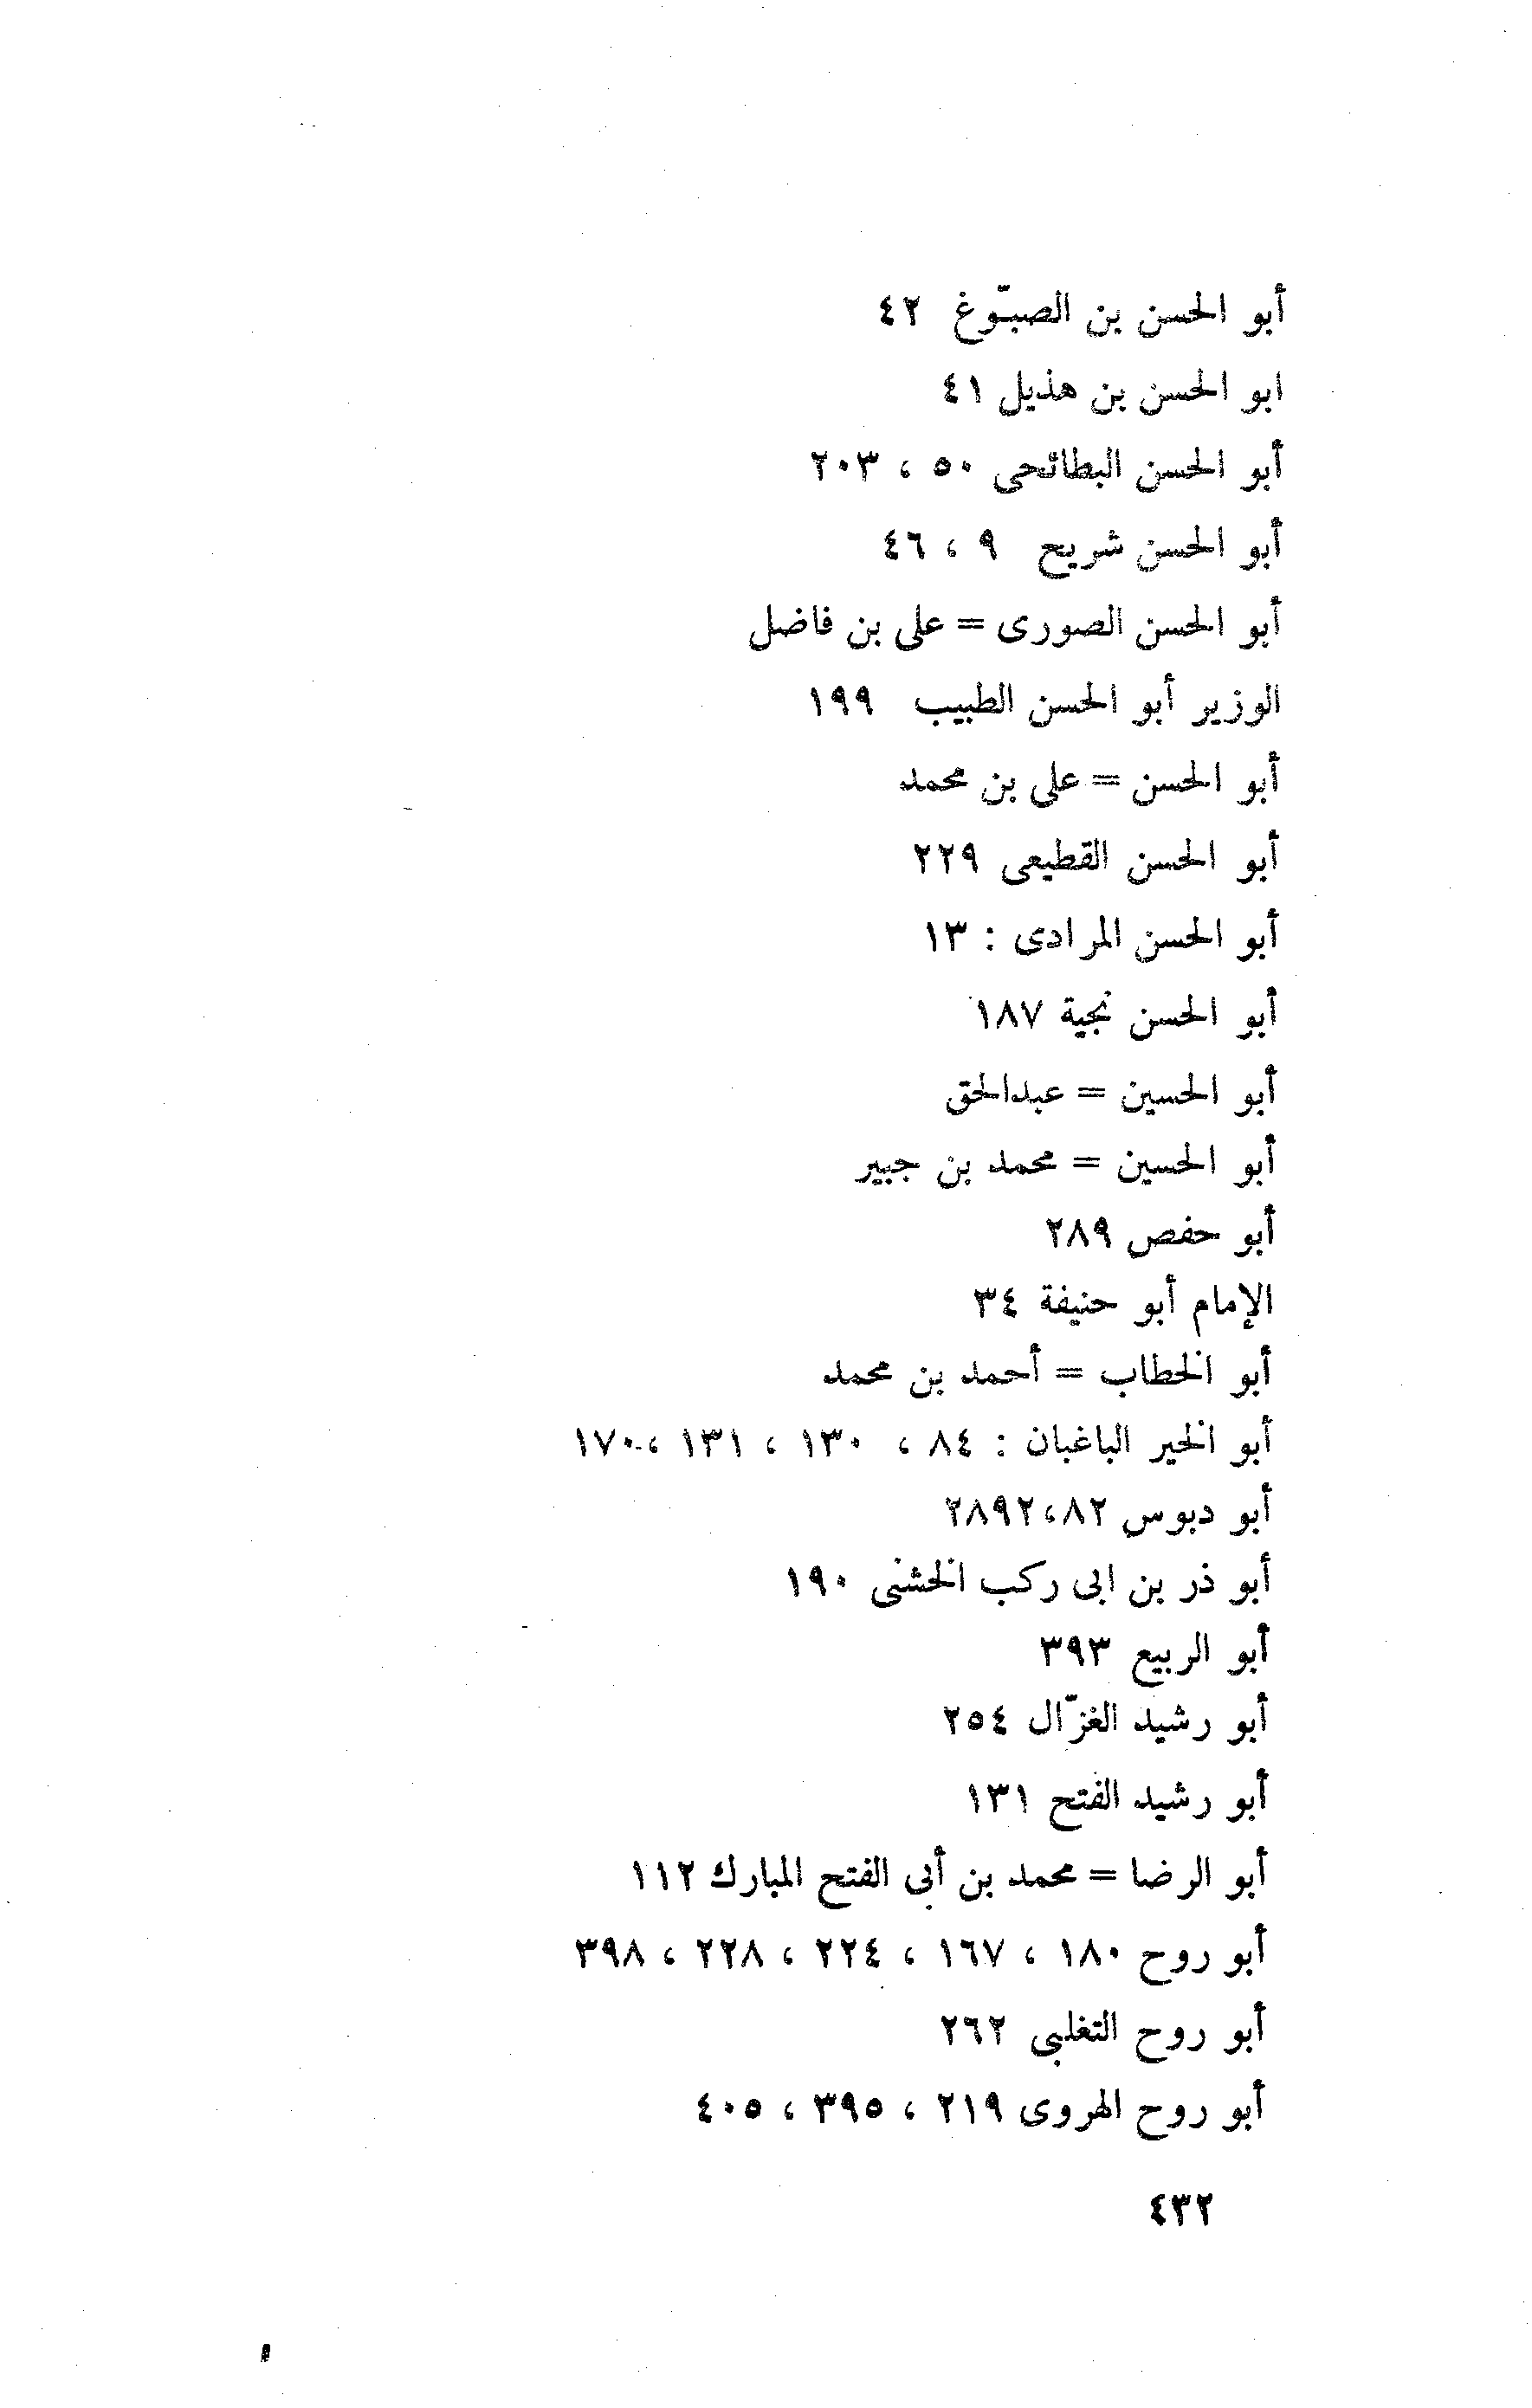 أبو الحسن بن الصبّوغ ٤٢
ابو الحسن بن هذيل ٤١
أبو الحسن البطائحى ٥٠ ، ٢٠٣
أبو الحسن شريح ٩ ، ٤٦
أبو الحسن الصورى = على بن فاضل
الوزير أبو الحسن الطبيب ١٩٩
أبو الحسن = على بن محمد
أبو الحسن القطيعى ٢٢٩
أبو الحسن المرادى : ١٣
أبو الحسن نجية ١٨٧
أبو الحسين = عبدالحق
أبو الحسين = محمد بن جبير
أبو حفص ٢٨٩
الإمام أبو حنيفة ٣٤
أبو الخطاب = أحمد بن محمد
أبو الخير الباغبان : ٨٤ ، ١٣٠ ، ١٣١ ، ١٧٠
أبو دبوس ٨٢،٢٨٩٢
أبو ذر بن ابى ركب الخشنى ١٩٠
أبو الربيع ٣٩٣
أبو رشيد الغزّال ٢٥٤
أبو رشيد الفتح ١٣١
أبو الرضا = محمد بن أبى الفتح المبارك ١١٢
أبو روح ١٨٠ ، ١٦٧ ، ٢٢٤ ، ٢٢٨ ، ٣٩٨
أبو روح التغلبى ٢٦٢
أبو روح الهروى ٢١٩ ، ٣٩٥ ، ٤٠٥
٤٣٢